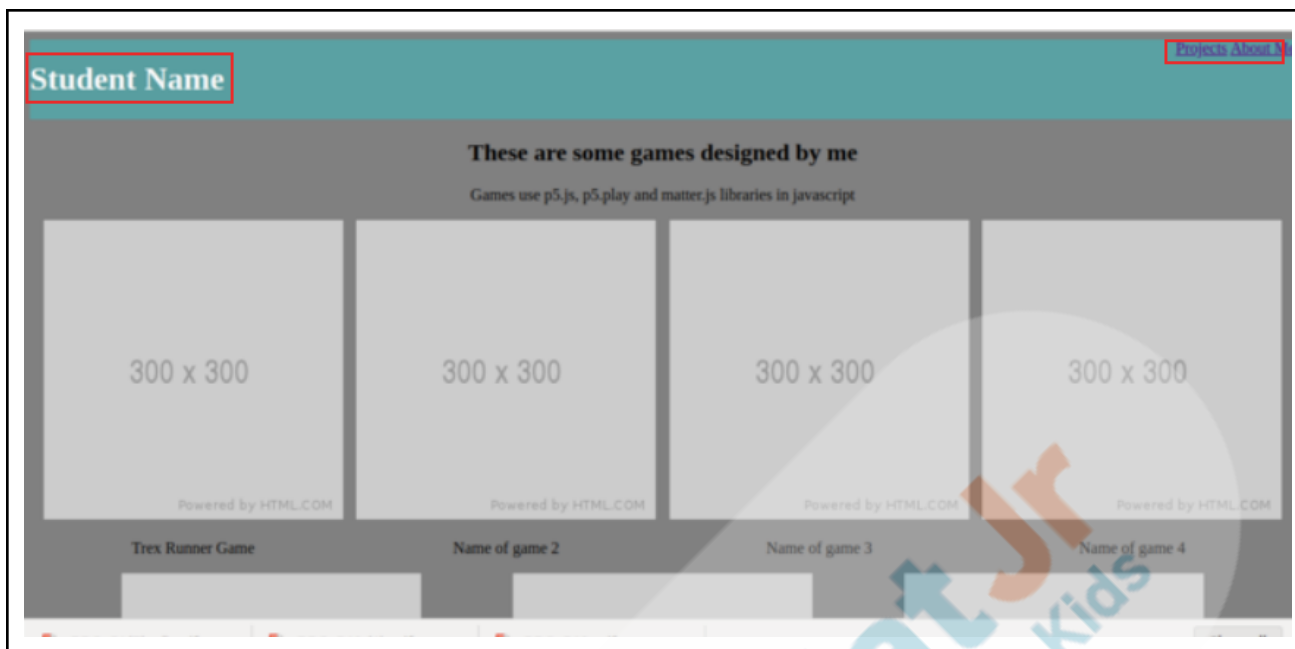 Projects About Me
Student Name
These are some games designed by me
Games use p5.js, p5.play and matter.js libraries in javascript
300 x 300
300 x 300
300 x 300
300 x 300
Powered by HTML.COM
Powered by HTML.COM
Powered by HTML.COM
Powered by HTML.COM
Trex Runner Game
Name of game 2
Name of game 3
Name of game 4
Jr
Kids